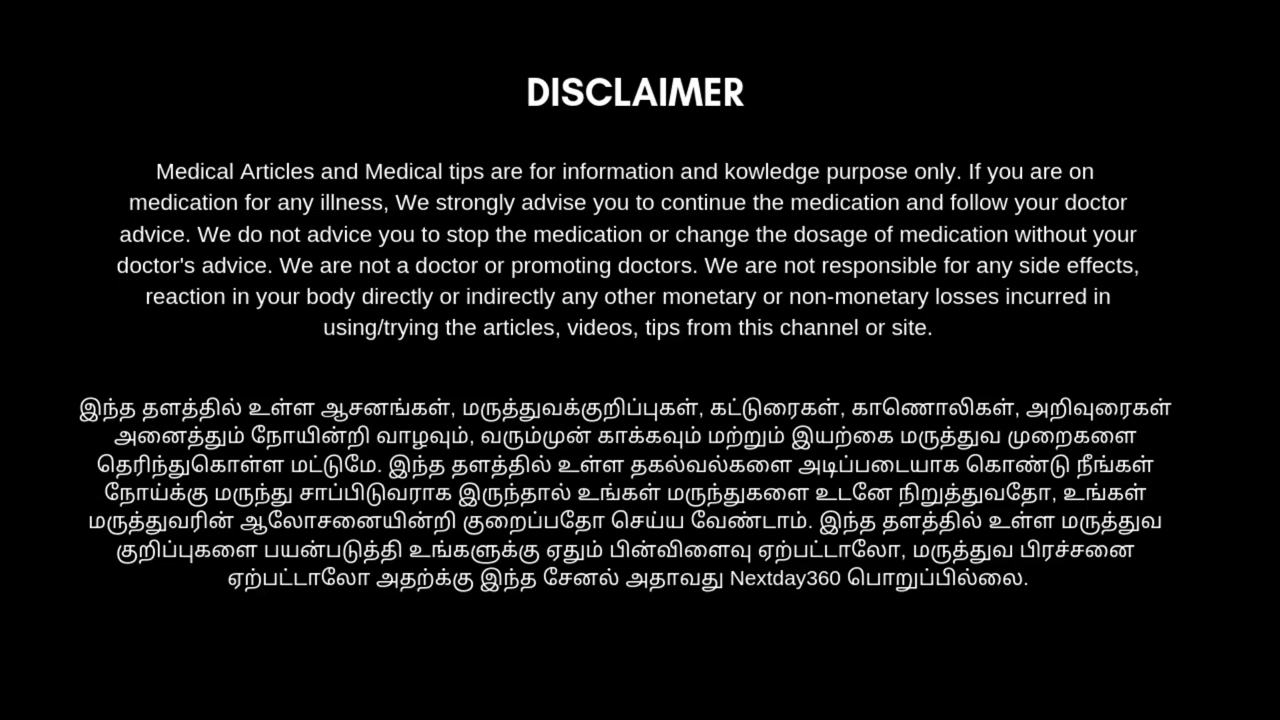 DISCLAIMER
Medical Articles and Medical tips are for information and kowledge purpose only. If you are on
medication for any illness, We strongly advise you to continue the medication and follow your doctor
advice. We do not advice you to stop the medication or change the dosage of medication without your
doctor's advice. We are not a doctor or promoting doctors. We are not responsible for any side effects,
reaction in your body directly or indirectly any other monetary or non-monetary losses incurred in
using/trying the articles, videos, tips from this channel or site.
இந்த தளத்தில் உள்ள ஆசனங்கள், மருத்துவக்குறிப்புகள், கட்டுரைகள், காணொலிகள், அறிவுரைகள்
அனைத்தும் நோயின்றி வாழவும், வரும்முன் காக்கவும் மற்றும் இயற்கை மருத்துவ முறைகளை
தெரிந்துகொள்ள மட்டுமே. இந்த தளத்தில் உள்ள தகல்வல்களை அடிப்படையாக கொண்டு நீங்கள்
நோய்க்கு மருந்து சாப்பிடுவராக இருந்தால் உங்கள் மருந்துகளை உடனே நிறுத்துவதோ, உங்கள்
மருத்துவரின் ஆலோசனையின்றி குறைப்பதோ செய்ய வேண்டாம். இந்த தளத்தில் உள்ள மருத்துவ
குறிப்புகளை பயன்படுத்தி உங்களுக்கு ஏதும் பின்விளைவு ஏற்பட்டாலோ, மருத்துவ பிரச்சனை
ஏற்பட்டாலோ அதற்க்கு இந்த சேனல் அதாவது Nextday360 பொறுப்பில்லை.